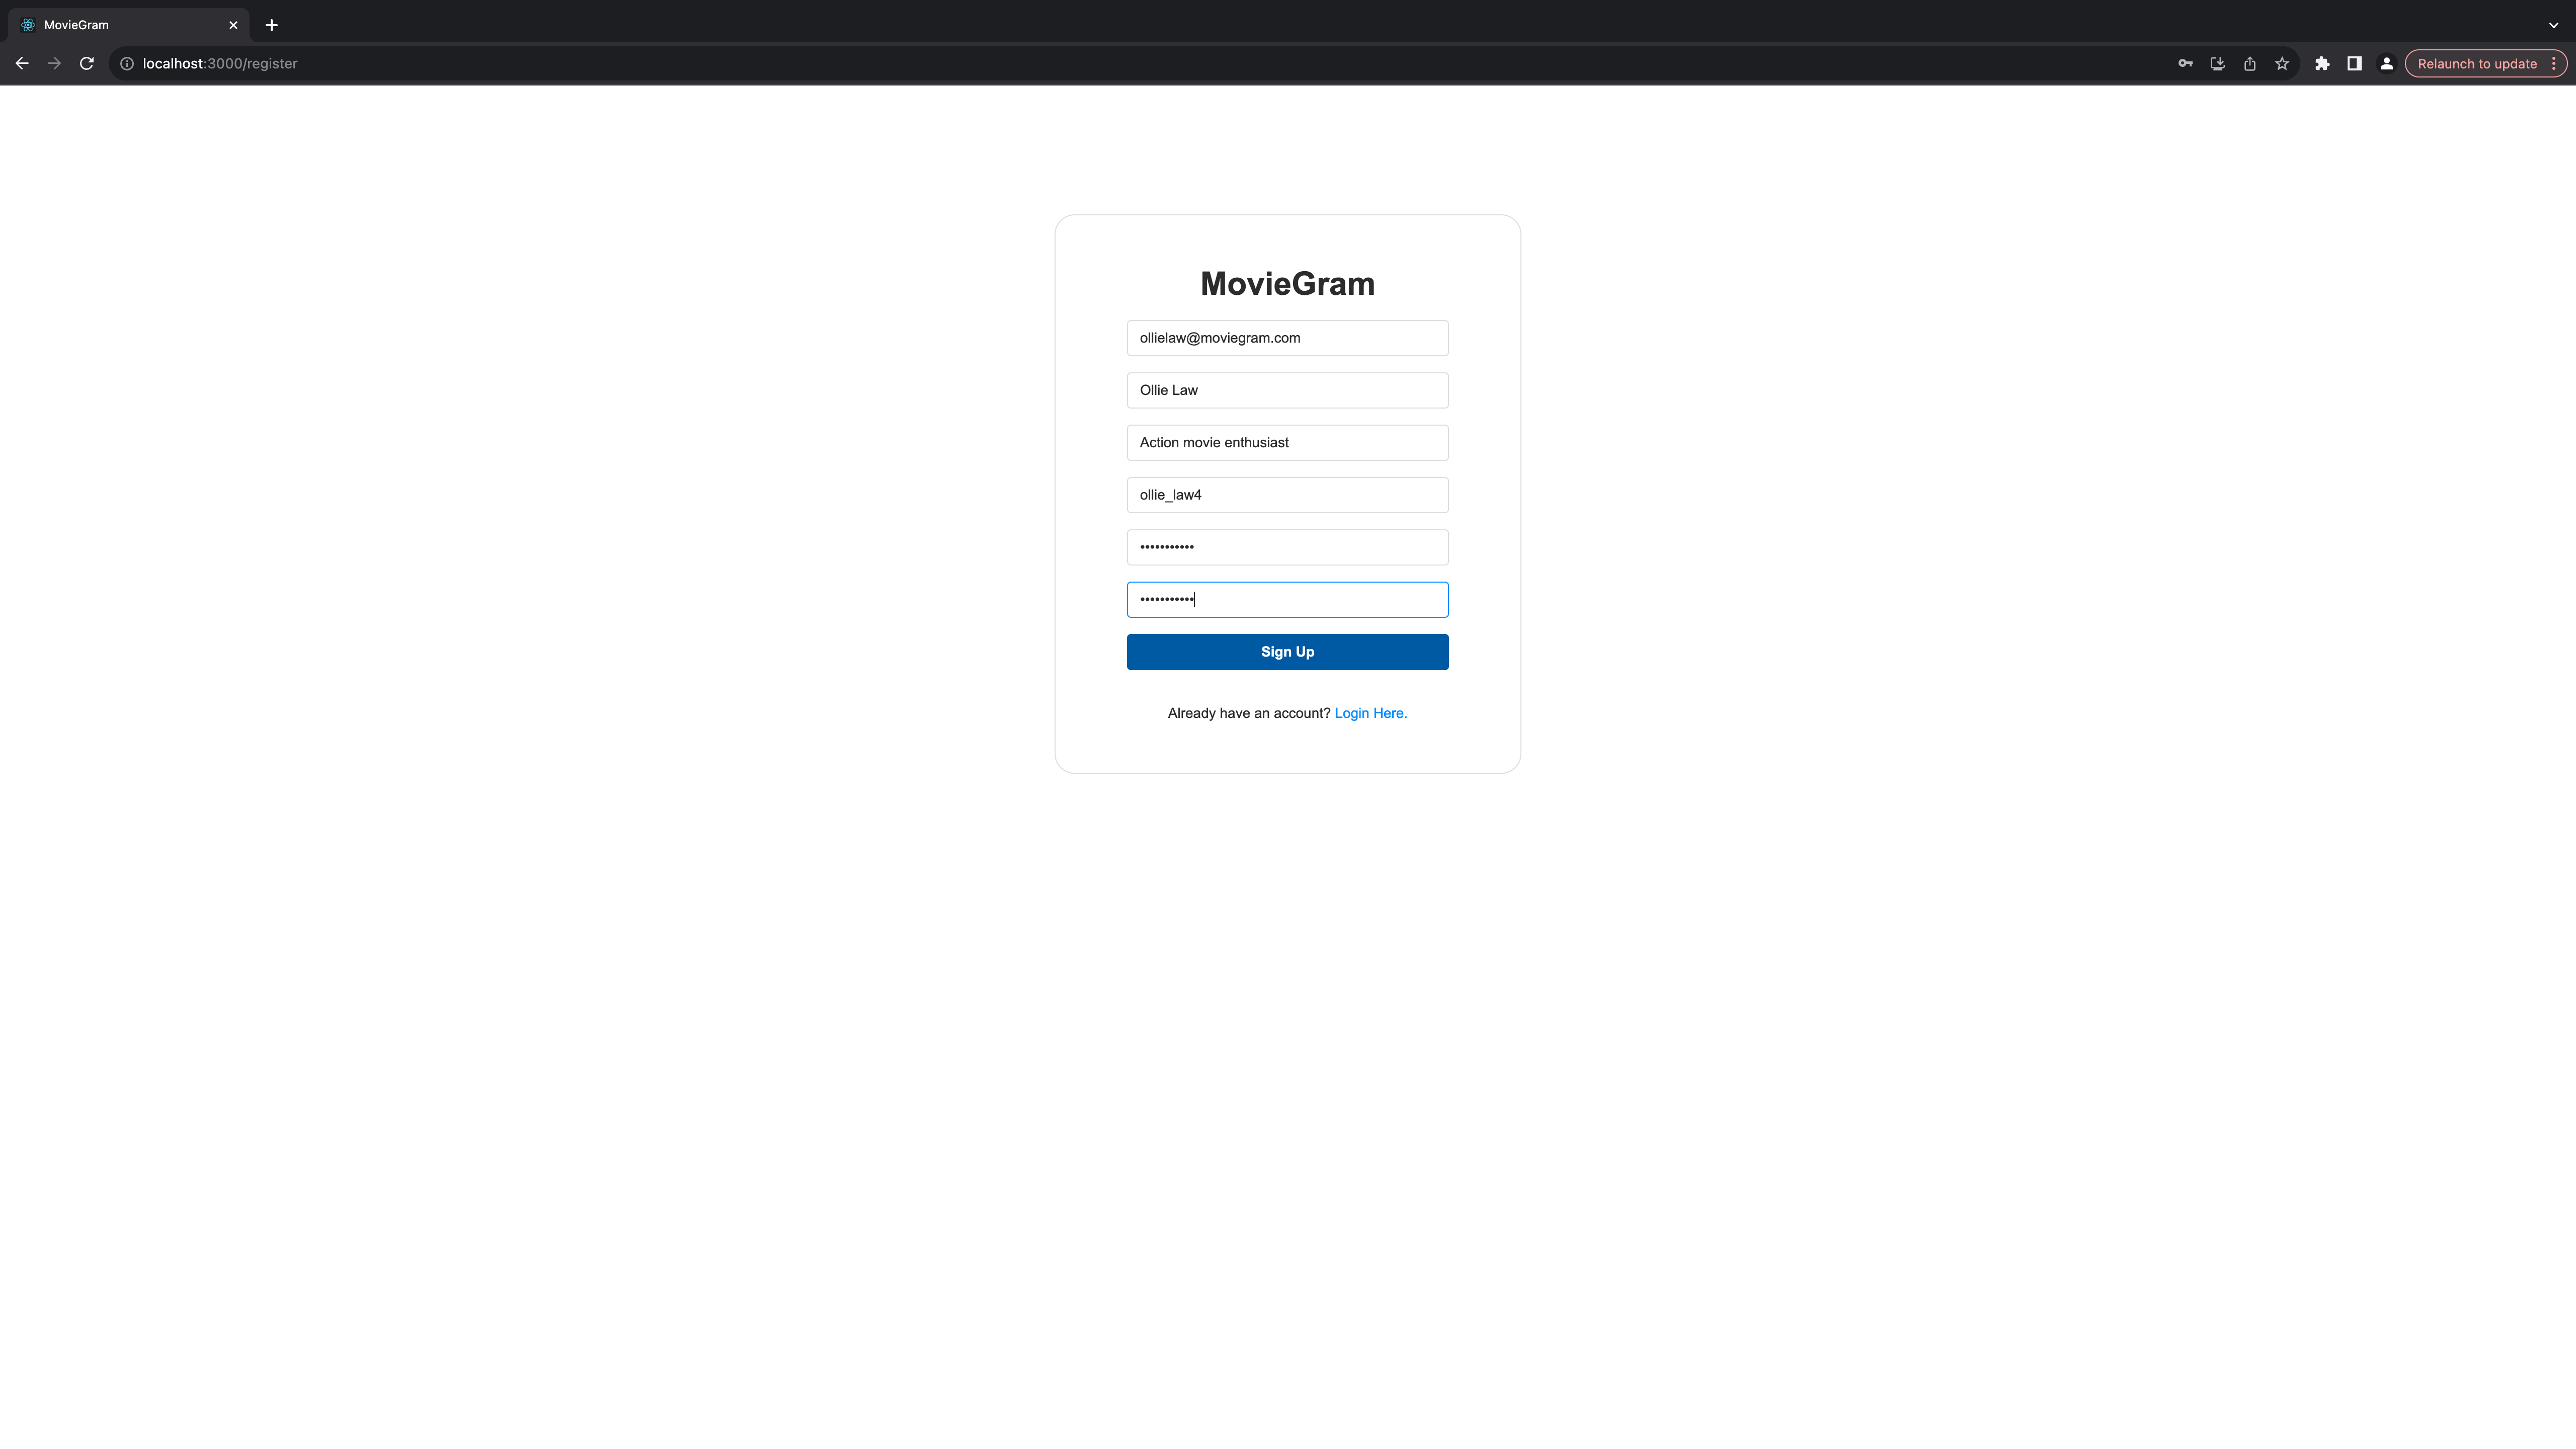 MovieGram
localhost:3000/register
Relaunch to update
MovieGram
ollielaw@moviegram.com
Ollie Law
Action movie enthusiast
ollie_law4
•••••••••••
•••••••••••
Sign Up
Already have an account? Login Here.